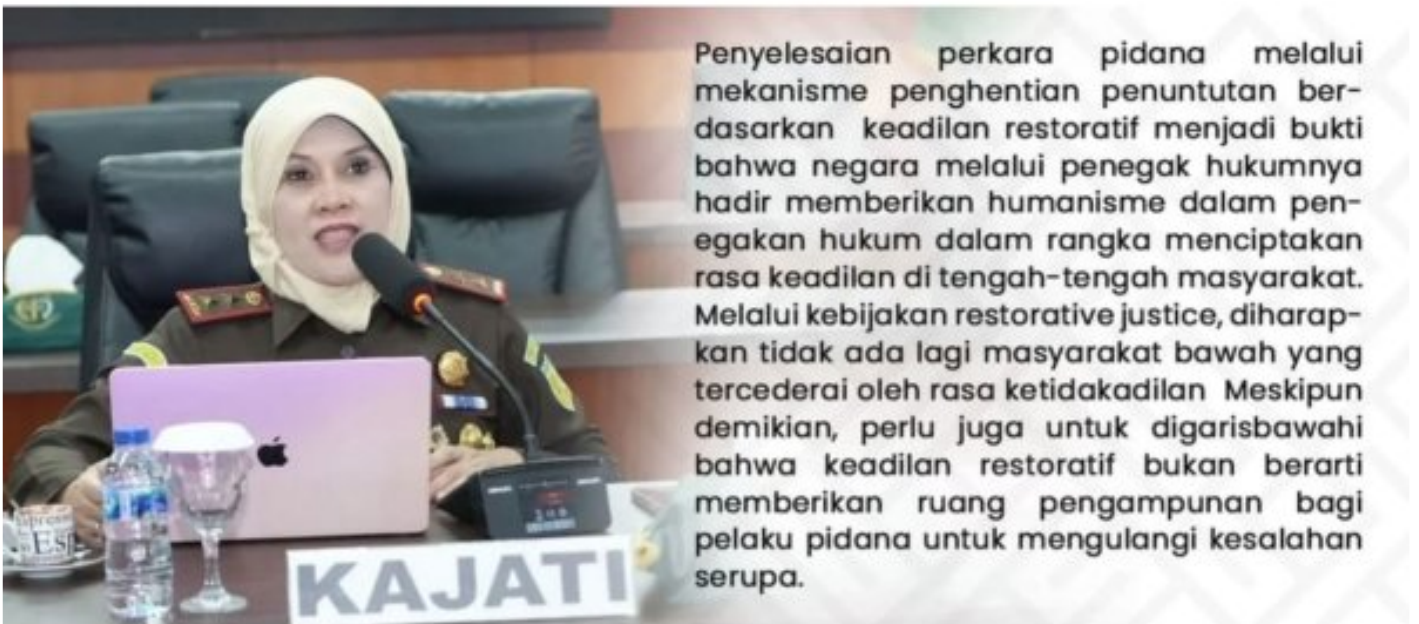 Penyelesaian perkara pidana melalui
mekanisme penghentian penuntutan ber-
dasarkan keadilan restoratif menjadi bukti
bahwa negara melalui penegak hukumnya
hadir memberikan humanisme dalam pen-
egakan hukum dalam rangka menciptakan
rasa keadilan di tengah-tengah masyarakat.
Melalui kebijakan restorative justice, diharap-
kan tidak ada lagi masyarakat bawah yang
tercederai oleh rasa ketidakadilan Meskipun
demikian, perlu juga untuk digarisbawahi
bahwa keadilan restoratif bukan berarti
memberikan ruang pengampunan bagi
pelaku pidana untuk mengulangi kesalahan
serupa.
KAJATI